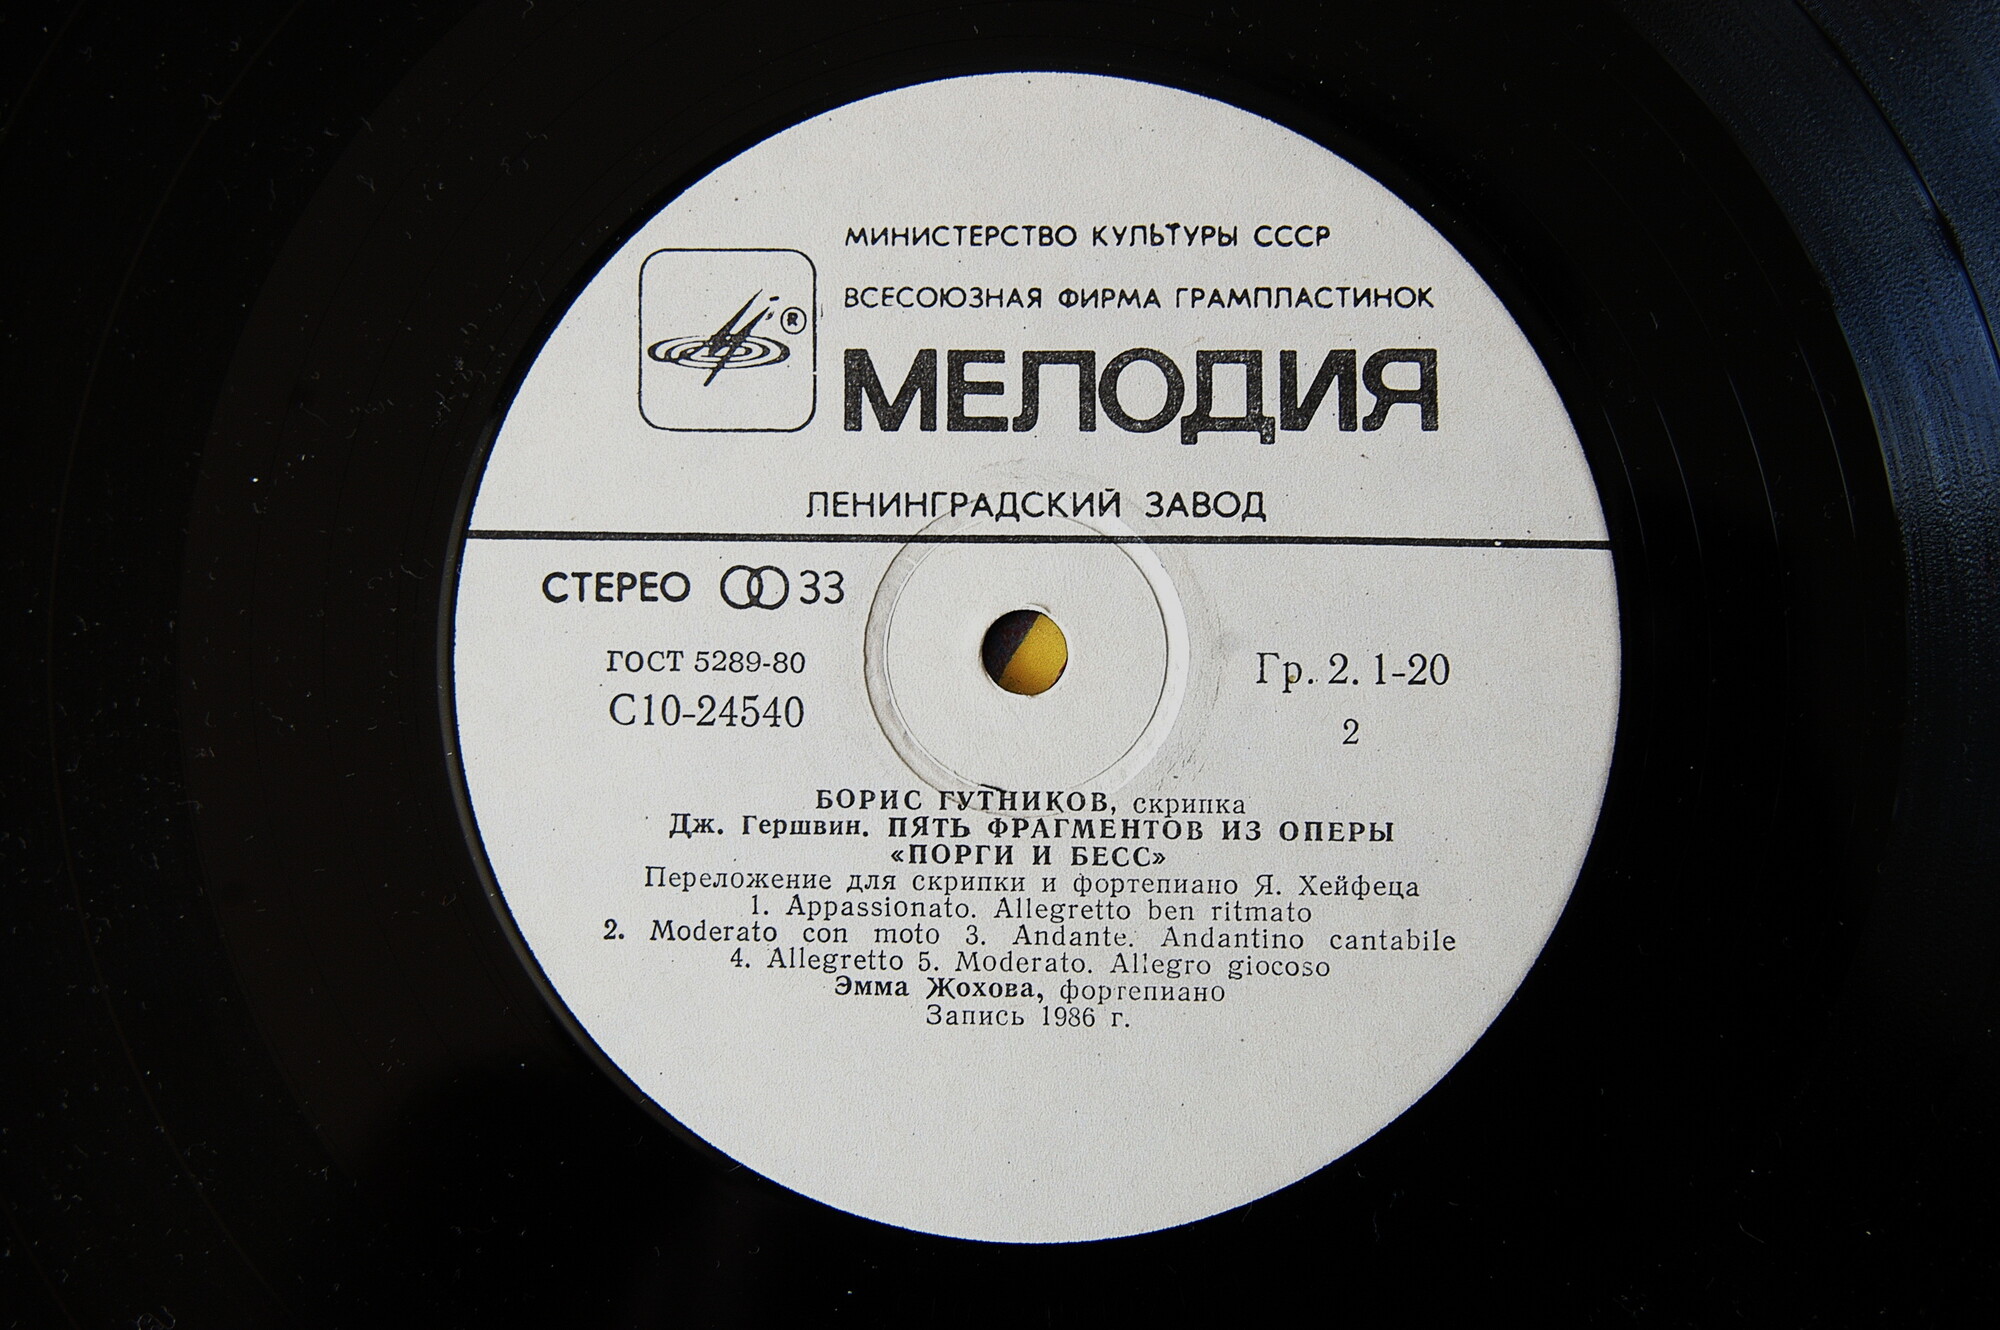 МИНИСТЕРСТВО КУЛЬТУРЫ СССР
ВСЕСОЮЗНАЯ ФИРМА ГРАМПЛАСТИНОК
®
МЕЛОДИЯ
ЛЕНИНГРАДСКИЙ ЗАВОД
СТЕРЕО 33
ГОСТ 5289-80
С10-24540
Гр. 2. 1-20
2
БОРИС ГУТНИКОВ, скрипка
Дж. Гершвин. ПЯТЬ ФРАГМЕНТОВ ИЗ ОПЕРЫ
«ПОРГИ И БЕСС»
Переложение для скрипки и фортепиано Я. Хейфеца
1. Appassionato. Allegretto ben ritmato
2. Moderato con moto 3. Andante. Andantino cantabile
4. Allegretto 5. Moderato. Allegro giocoso
Эмма Жохова, фортепиано
Запись 1986 г.